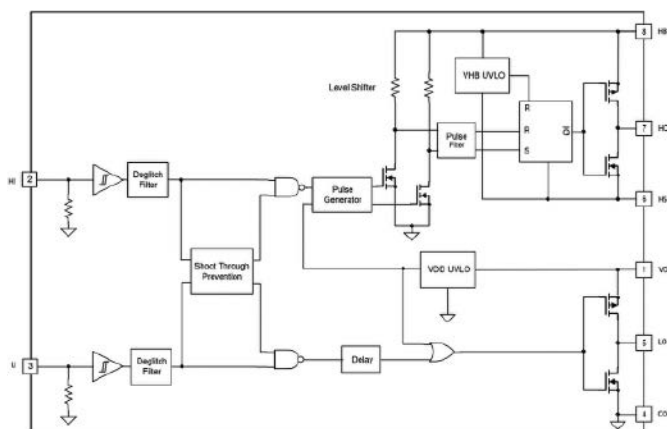 8
HB
VHB UVLO
Level Shifter
R
R
S
Pulse
Filter
7
HO
HI
2
Deglitch
Filter
Pulse
Generator
6
HS
Shoot Through
Prevention
VDD UVLO
1
3
Deglitch
Filter
Delay
5
LO
4